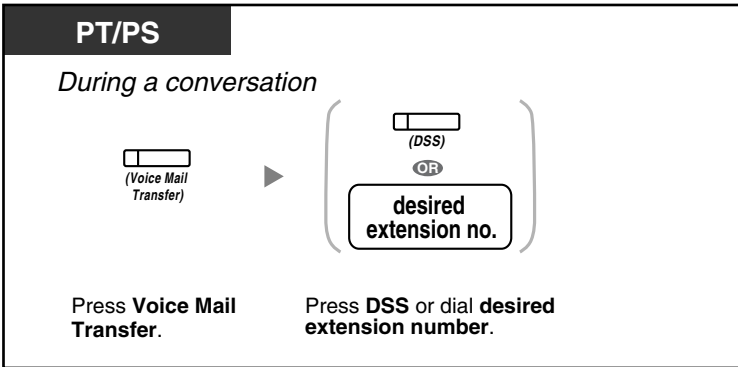 PT/PS
During a conversation
(Voice Mail
Transfer)
(DSS)
OR
desired
extension no.
Press Voice Mail
Transfer.
Press DSS or dial desired
extension number.